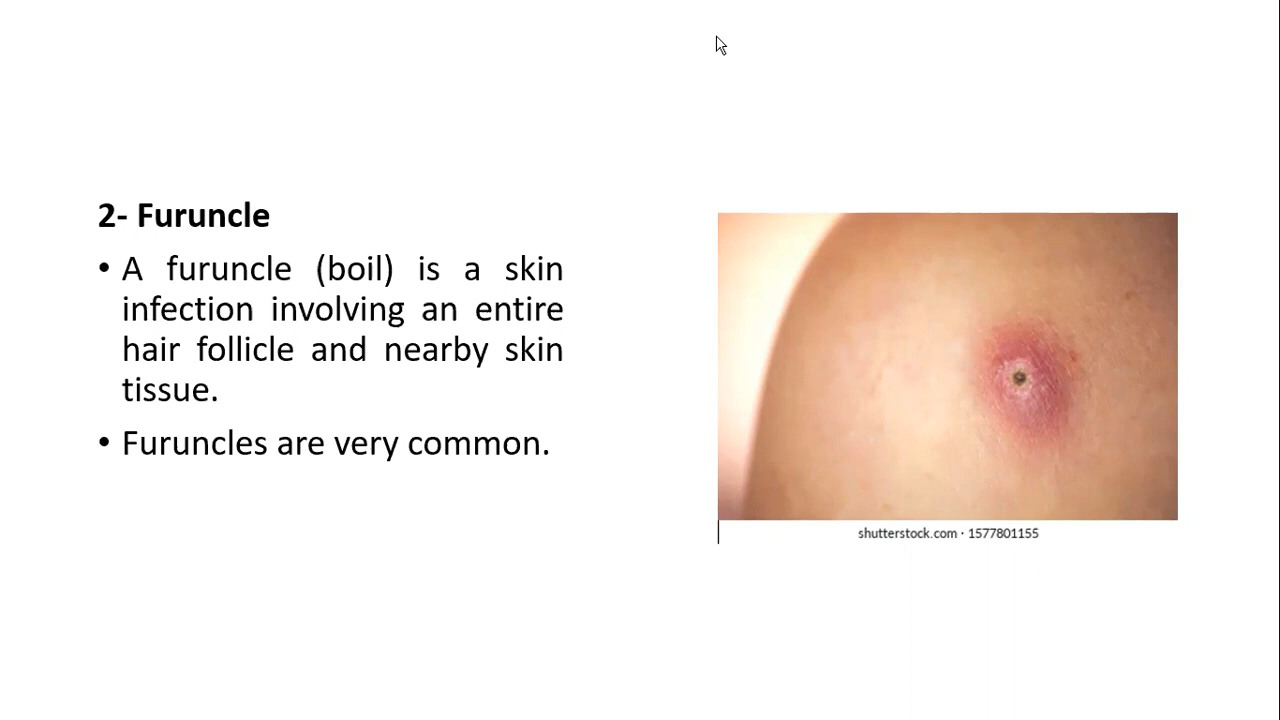 2- Furuncle
• A furuncle (boil) is a skin
infection involving an entire
hair follicle and nearby skin
tissue.
• Furuncles are very common.
shutterstock.com · 1577801155